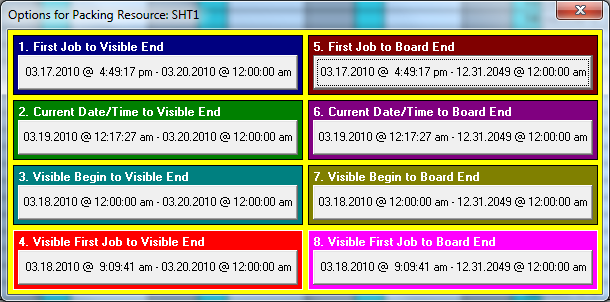 Options for Packing Resource: SHT1
1. First Job to Visible End
03.17.2010 @  4:49:17 pm - 03.20.2010 @ 12:00:00 am
2. Current Date/Time to Visible End
03.19.2010 @ 12:17:27 am - 03.20.2010 @ 12:00:00 am
3. Visible Begin to Visible End
03.18.2010 @ 12:00:00 am - 03.20.2010 @ 12:00:00 am
4. Visible First Job to Visible End
03.18.2010 @  9:09:41 am - 03.20.2010 @ 12:00:00 am
5. First Job to Board End
03.17.2010 @  4:49:17 pm - 12.31.2049 @ 12:00:00 am
6. Current Date/Time to Board End
03.19.2010 @ 12:17:27 am - 12.31.2049 @ 12:00:00 am
7. Visible Begin to Board End
03.18.2010 @ 12:00:00 am - 12.31.2049 @ 12:00:00 am
8. Visible First Job to Board End
03.18.2010 @  9:09:41 am - 12.31.2049 @ 12:00:00 am